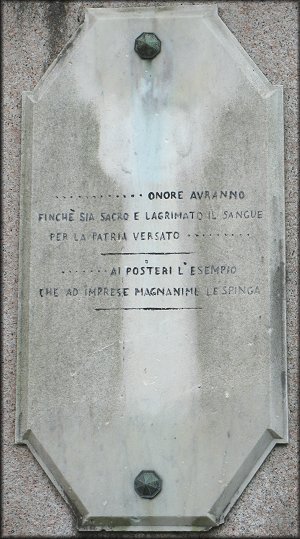 ............. ONORE AVRANNO
FINCHÈ SIA SACRO E LAGRIMATO IL SANGUE
PER LA PATRIA VERSATO .........
....... AI POSTERI L'ESEMPIO
CHE AD IMPRESE MAGNANIME LE SPINGA